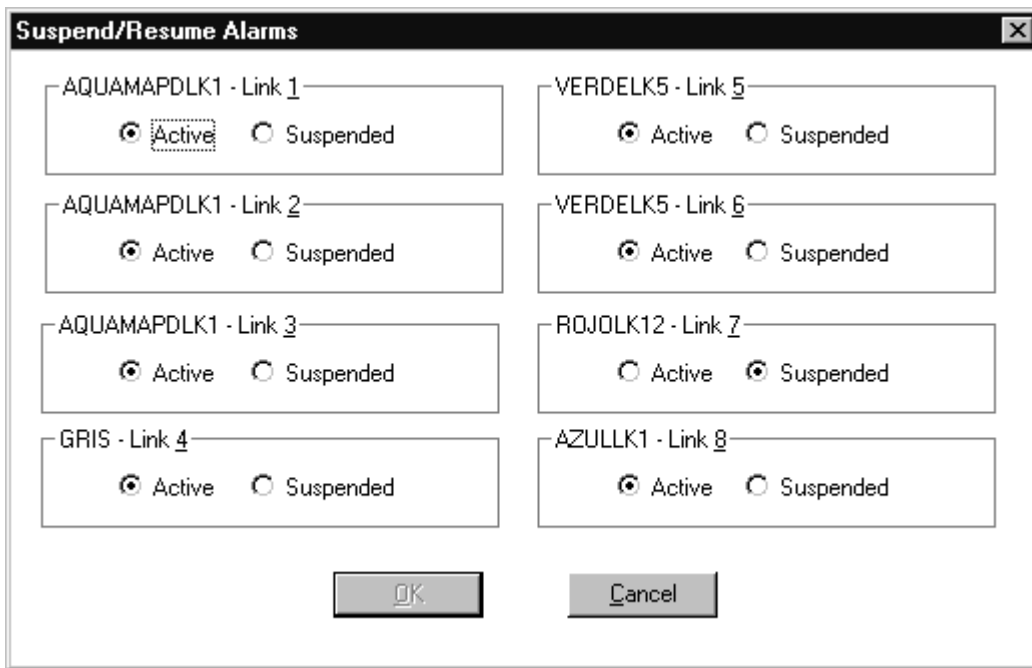 Suspend/Resume Alarms
AQUAMAPDLK1 - Link 1
Active Suspended
VERDELK5 - Link 5
Active Suspended
AQUAMAPDLK1 - Link 2
Active Suspended
VERDELK5 - Link 6
Active Suspended
AQUAMAPDLK1 - Link 3
Active Suspended
ROJOLK12 - Link 7
Active Suspended
GRIS - Link 4
Active Suspended
AZULLK1 - Link 8
Active Suspended
OK
Cancel